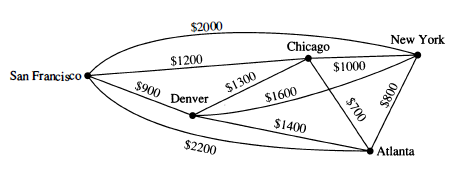 $2000
New York
Chicago
$1200
$1000
San Francisco
$900
$1300
$1600
$800
Denver
$700
$1400
$2200
Atlanta